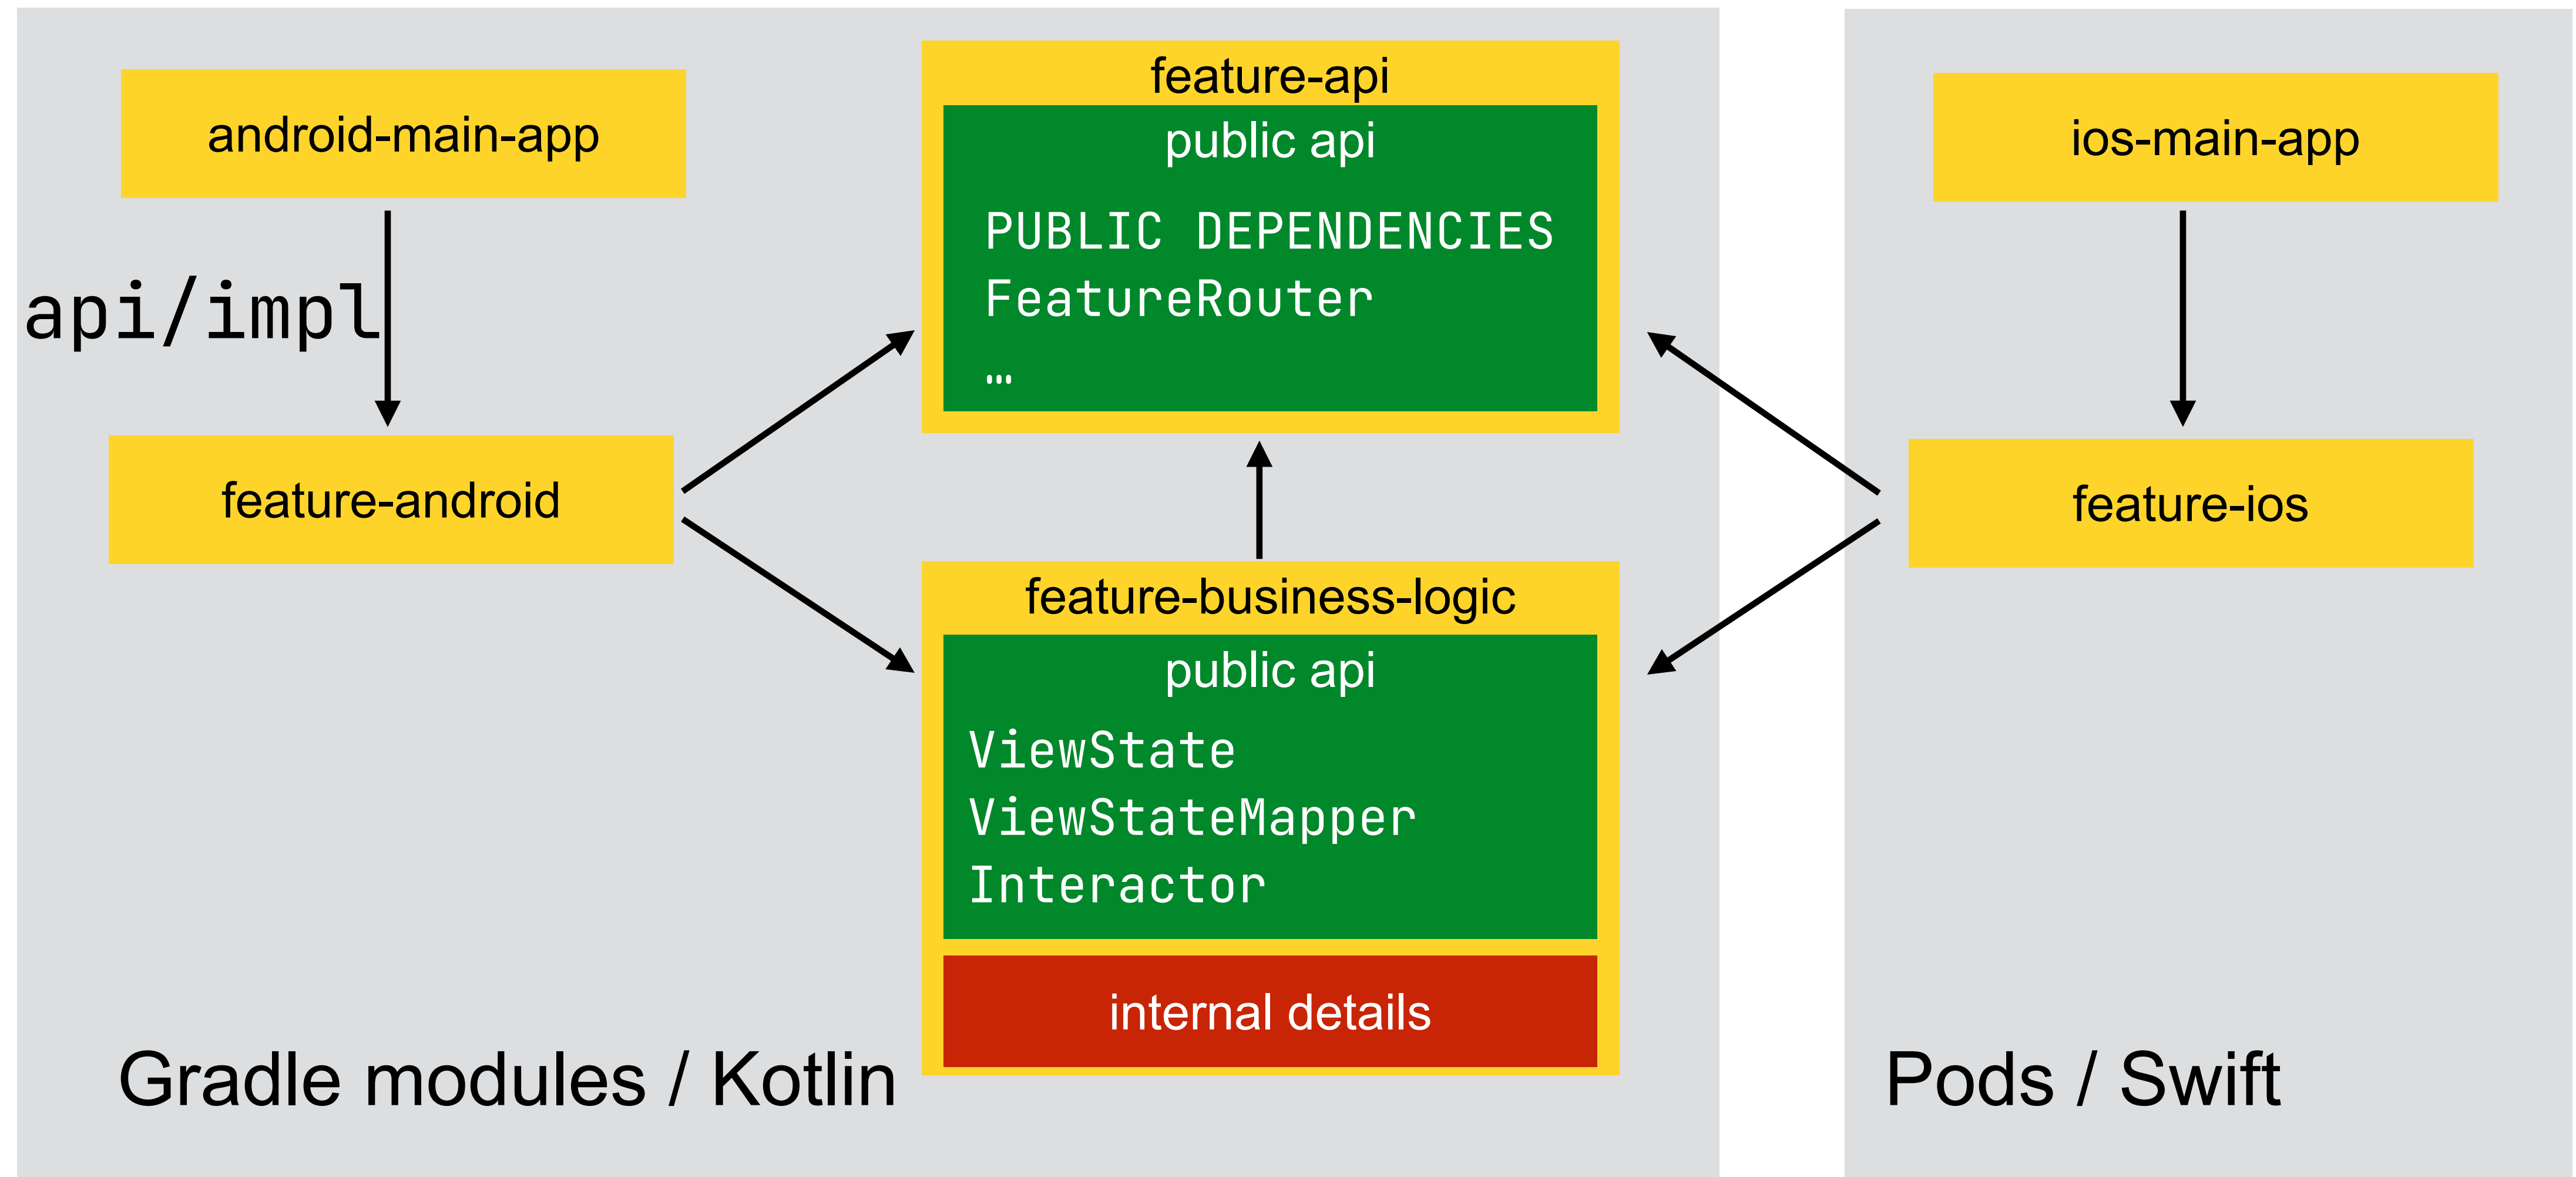 android-main-app
api/impl
feature-android
feature-api
public api
PUBLIC DEPENDENCIES
FeatureRouter
…
feature-business-logic
public api
ViewState
ViewStateMapper
Interactor
internal details
Gradle modules / Kotlin
ios-main-app
feature-ios
Pods / Swift